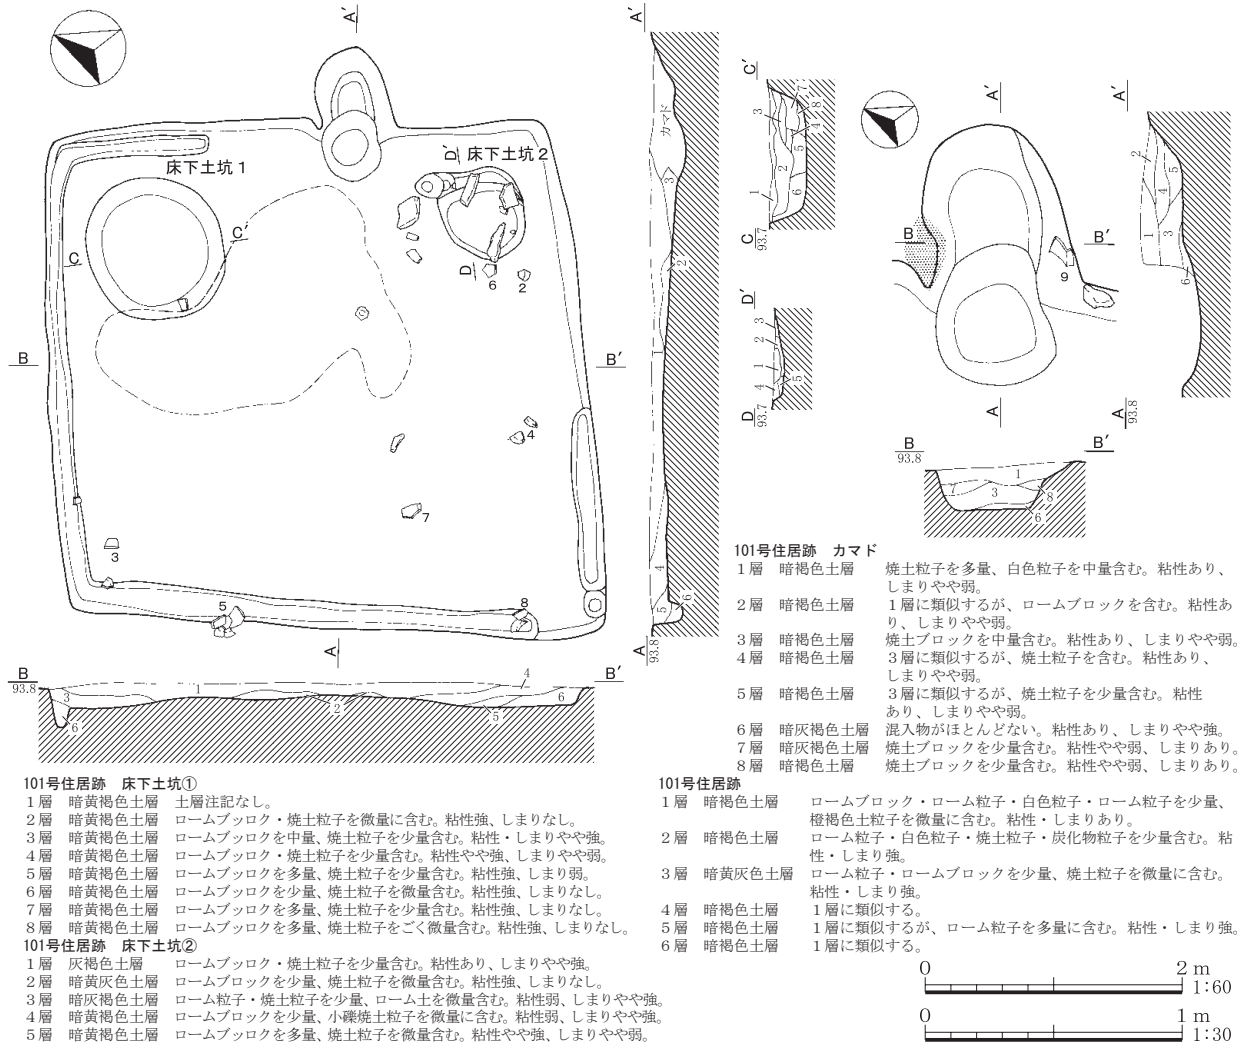 A′
床下土坑1
D′
床下土坑2
C
C′
D
6
2
B
B′
4
7
3
5
8
A
A′
カマド
3
2
1
4
5
6
A
93.8
C′
7
8
3
4
5
2
1
6
C
93.7
D′
3
2
1
4
5
D
93.7
A′
B
B′
9
A
A′
2
5
4
1
3
6
A
93.8
B
93.8
B′
1
7
3
8
6
B
93.8
B′
4
3
1
6
2
5
6
101号住居跡 カマド
1層 暗褐色土層 焼土粒子を多量、白色粒子を中量含む。粘性あり、
しまりやや弱。
2層 暗褐色土層 1層に類似するが、ロームブロックを含む。粘性あ
り、しまりやや弱。
3層 暗褐色土層 焼土ブロックを中量含む。粘性あり、しまりやや弱。
4層 暗褐色土層 3層に類似するが、焼土粒子を含む。粘性あり、
しまりやや弱。
5層 暗褐色土層 3層に類似するが、焼土粒子を少量含む。粘性
あり、しまりやや弱。
6層 暗灰褐色土層 混入物がほとんどない。粘性あり、しまりやや強。
7層 暗灰褐色土層 焼土ブロックを少量含む。粘性やや弱、しまりあり。
8層 暗褐色土層 焼土ブロックを少量含む。粘性やや弱、しまりあり。
101号住居跡 床下土坑①
1層 暗黄褐色土層 土層注記なし。
2層 暗黄褐色土層 ロームブッロク・焼土粒子を微量に含む。粘性強、しまりなし。
3層 暗黄褐色土層 ロームブッロクを中量、焼土粒子を少量含む。粘性・しまりやや強。
4層 暗黄褐色土層 ロームブッロク・焼土粒子を少量含む。粘性やや強、しまりやや弱。
5層 暗黄褐色土層 ロームブッロクを多量、焼土粒子を少量含む。粘性強、しまり弱。
6層 暗黄褐色土層 ロームブッロクを少量、焼土粒子を微量含む。粘性強、しまりなし。
7層 暗黄褐色土層 ロームブッロクを多量、焼土粒子を少量含む。粘性強、しまりなし。
8層 暗黄褐色土層 ロームブッロクを多量、焼土粒子をごく微量含む。粘性強、しまりなし。
101号住居跡 床下土坑②
1層 灰褐色土層 ロームブッロク・焼土粒子を少量含む。粘性あり、しまりやや強。
2層 暗黄灰色土層 ロームブッロクを少量、焼土粒子を微量含む。粘性強、しまりなし。
3層 暗灰褐色土層 ローム粒子・焼土粒子を少量、ローム土を微量含む。粘性弱、しまりやや強。
4層 暗黄褐色土層 ロームブッロクを少量、小礫焼土粒子を微量に含む。粘性弱、しまりやや強。
5層 暗黄褐色土層 ロームブッロクを多量、焼土粒子を微量含む。粘性やや強、しまりやや弱。
101号住居跡
1層 暗褐色土層 ロームブロック・ローム粒子・白色粒子・ローム粒子を少量、
橙褐色土粒子を微量に含む。粘性・しまりあり。
2層 暗褐色土層 ローム粒子・白色粒子・焼土粒子・炭化物粒子を少量含む。粘
性・しまり強。
3層 暗黄灰色土層 ローム粒子・ロームブロックを少量、焼土粒子を微量に含む。
粘性・しまり強。
4層 暗褐色土層 1層に類似する。
5層 暗褐色土層 1層に類似するが、ローム粒子を多量に含む。粘性・しまり強。
6層 暗褐色土層 1層に類似する。
0 2m
1:60
0 1m
1:30